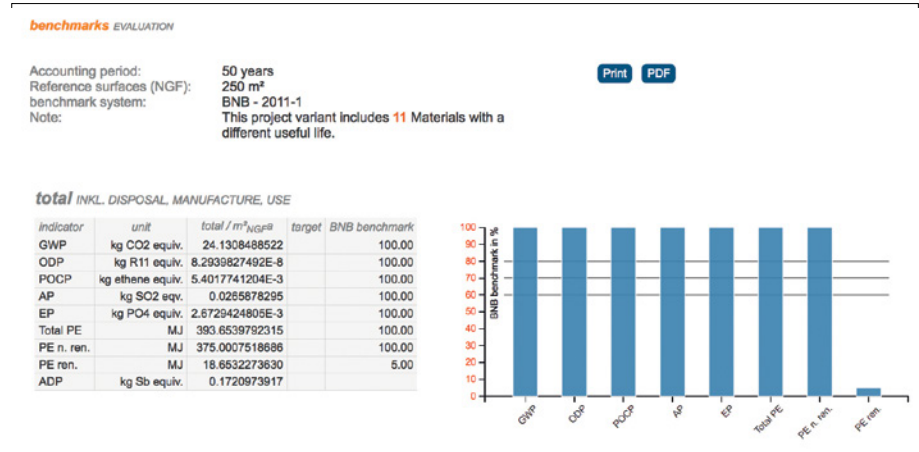 benchmarks EVALUATION
Accounting period: 50 years
Reference surfaces (NGF): 250 m²
benchmark system: BNB - 2011-1
Note: This project variant includes 11 Materials with a
different useful life.
Print PDF
total INKL. DISPOSAL, MANUFACTURE, USE
indicator unit total / m²NGFa target BNB benchmark
GWP kg CO2 equiv. 24.1308488522 100.00
ODP kg R11 equiv. 8.2939827492E-8 100.00
POCP kg ethene equiv. 5.4017741204E-3 100.00
AP kg SO2 eqv. 0.0265878295 100.00
EP kg PO4 equiv. 2.6729424805E-3 100.00
Total PE MJ 393.6539792315 100.00
PE n. ren. MJ 375.0007518686 100.00
PE ren. MJ 18.6532273630 5.00
ADP kg Sb equiv. 0.1720973917
BNB benchmark in %
100
90
80
70
60
50
40
30
20
10
0
GWP ODP POCP AP EP Total PE PE n. ren. PE ren.